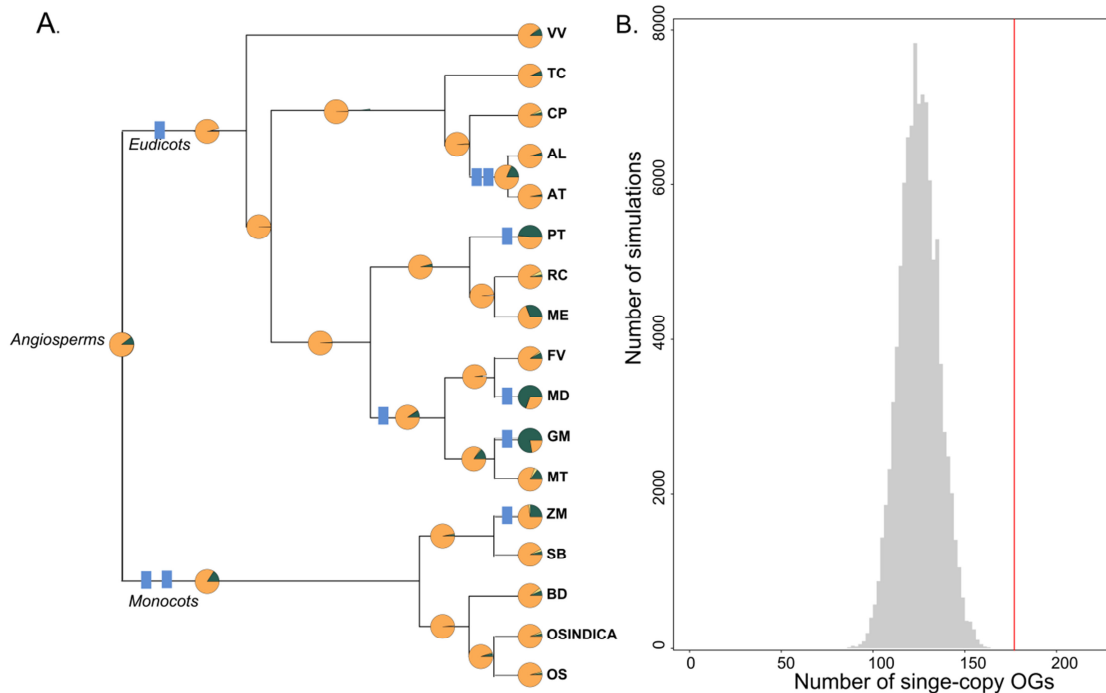 A.
VV
TC
CP
Eudicots
AL
AT
PT
RC
ME
Angiosperms
FV
MD
GM
MT
ZM
SB
BD
Monocots
OSINDICA
OS
B.
Number of simulations
8000
6000
4000
2000
0
0 50 100 150 200
Number of singe-copy OGs